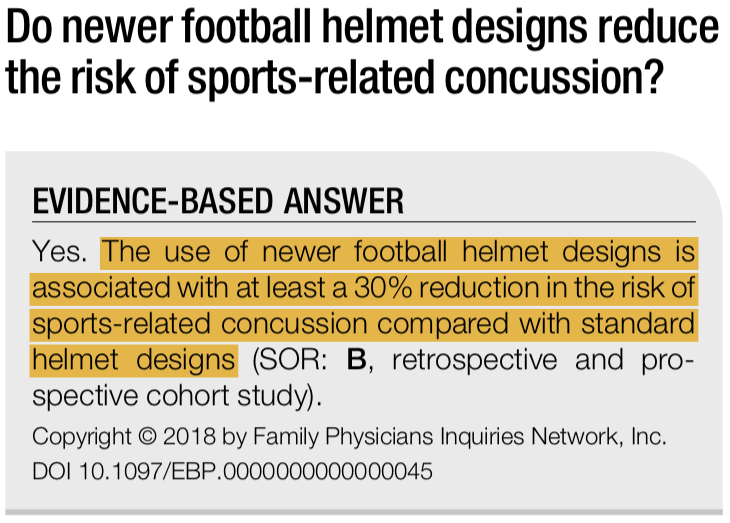 Do newer football helmet designs reduce
the risk of sports-related concussion?
EVIDENCE-BASED ANSWER
Yes. The use of newer football helmet designs is
associated with at least a 30% reduction in the risk of
sports-related concussion compared with standard
helmet designs (SOR: B, retrospective and pro-
spective cohort study).
Copyright © 2018 by Family Physicians Inquiries Network, Inc.
DOI 10.1097/EBP.0000000000000045